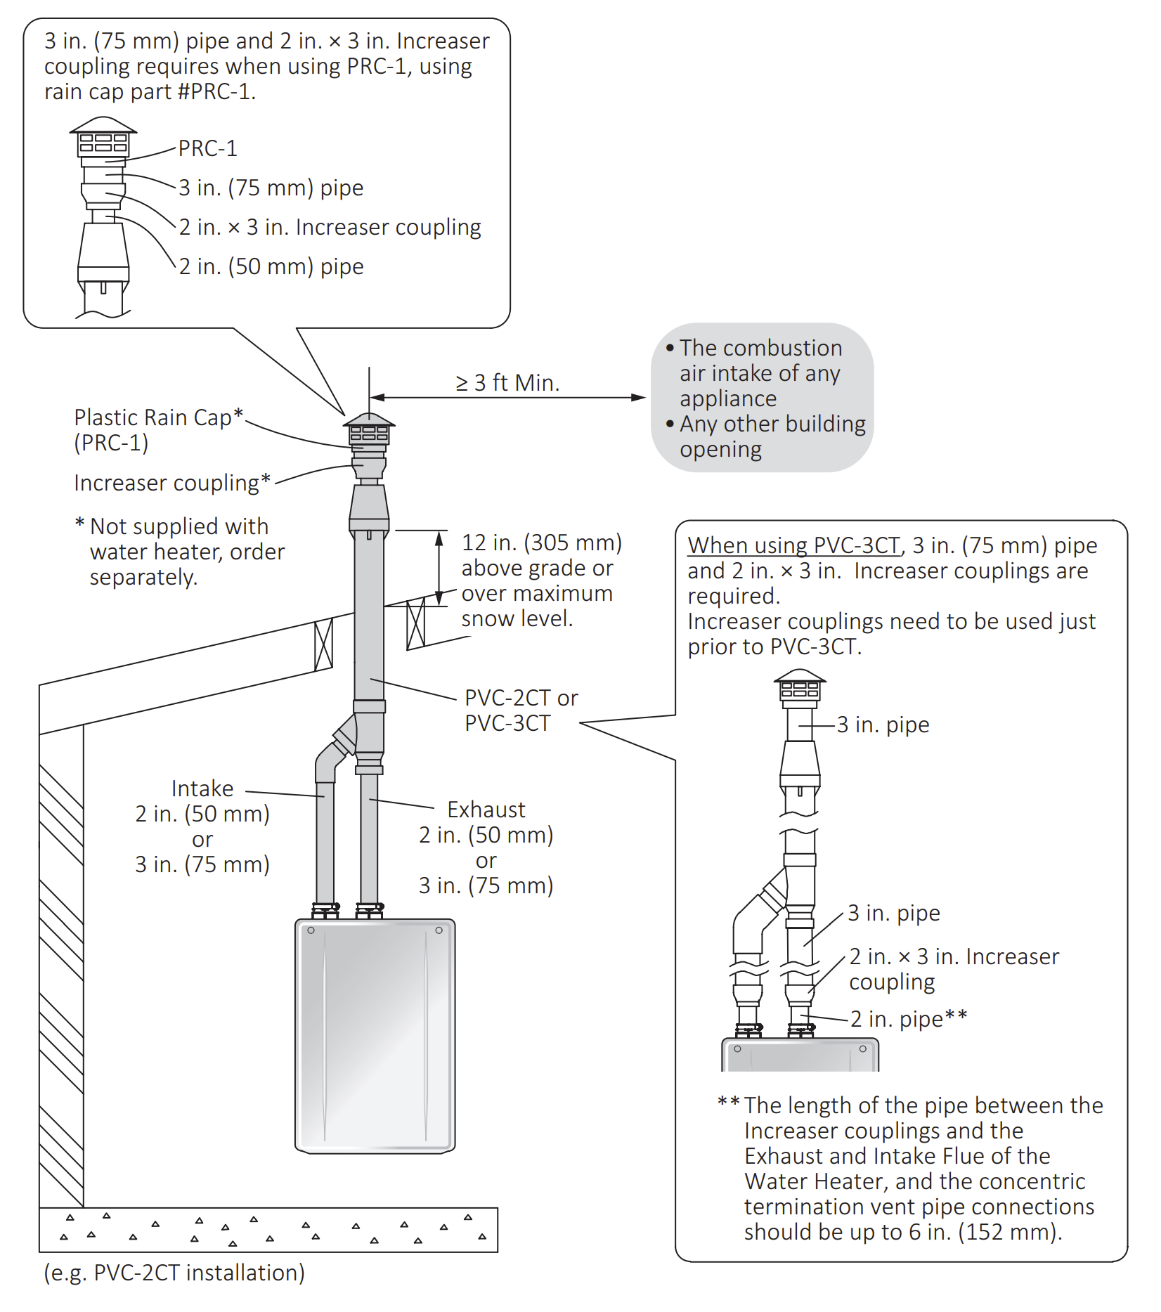 3 in. (75 mm) pipe and 2 in. × 3 in. Increaser
coupling requires when using PRC-1, using
rain cap part #PRC-1.
PRC-1
3 in. (75 mm) pipe
2 in. × 3 in. Increaser coupling
2 in. (50 mm) pipe
≥ 3 ft Min.
• The combustion
air intake of any
appliance
• Any other building
opening
Plastic Rain Cap*
(PRC-1)
Increaser coupling*
* Not supplied with
water heater, order
separately.
12 in. (305 mm)
above grade or
over maximum
snow level.
PVC-2CT or
PVC-3CT
Intake
2 in. (50 mm)
or
3 in. (75 mm)
Exhaust
2 in. (50 mm)
or
3 in. (75 mm)
When using PVC-3CT, 3 in. (75 mm) pipe
and 2 in. × 3 in. Increaser couplings are
required.
Increaser couplings need to be used just
prior to PVC-3CT.
3 in. pipe
3 in. pipe
2 in. × 3 in. Increaser
coupling
2 in. pipe**
** The length of the pipe between the
Increaser couplings and the
Exhaust and Intake Flue of the
Water Heater, and the concentric
termination vent pipe connections
should be up to 6 in. (152 mm).
(e.g. PVC-2CT installation)